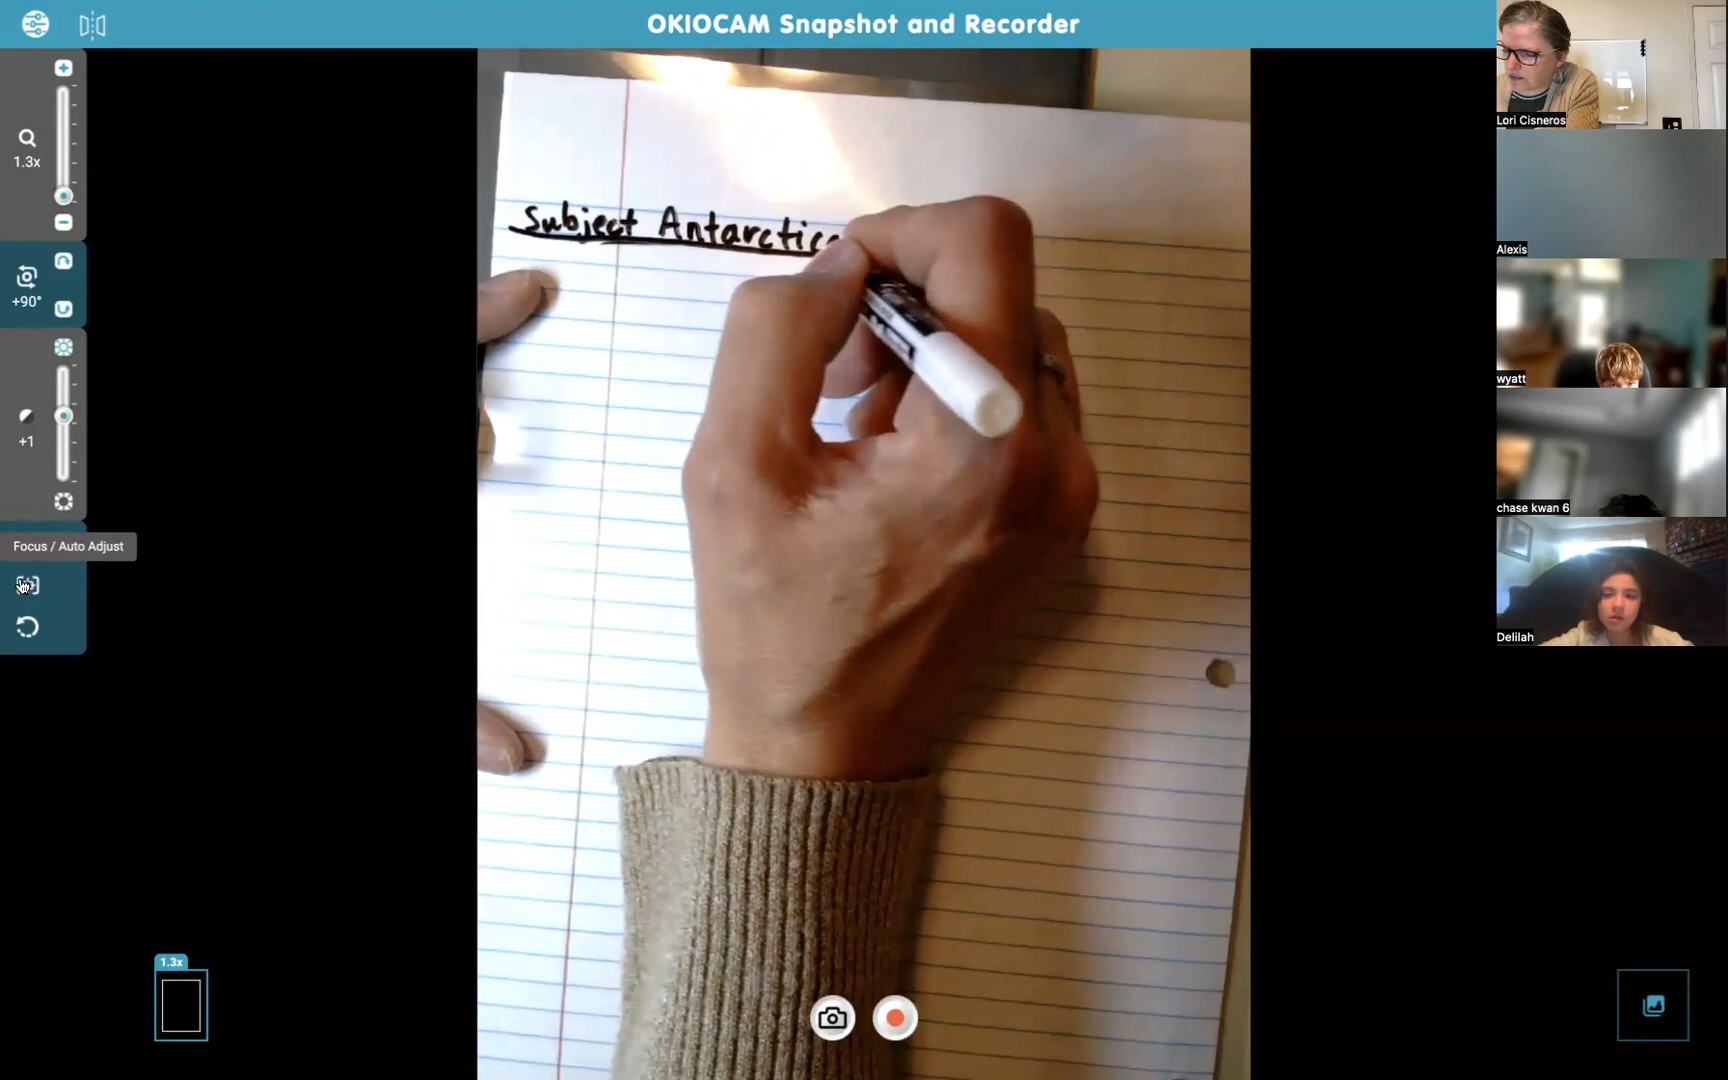 OKIOCAM Snapshot and Recorder
1.3x
+90°
+1
Focus / Auto Adjust
Subject Antarctica
1.3x
Lori Cisneros
Alexis
wyatt
chase kwan 6
Delilah